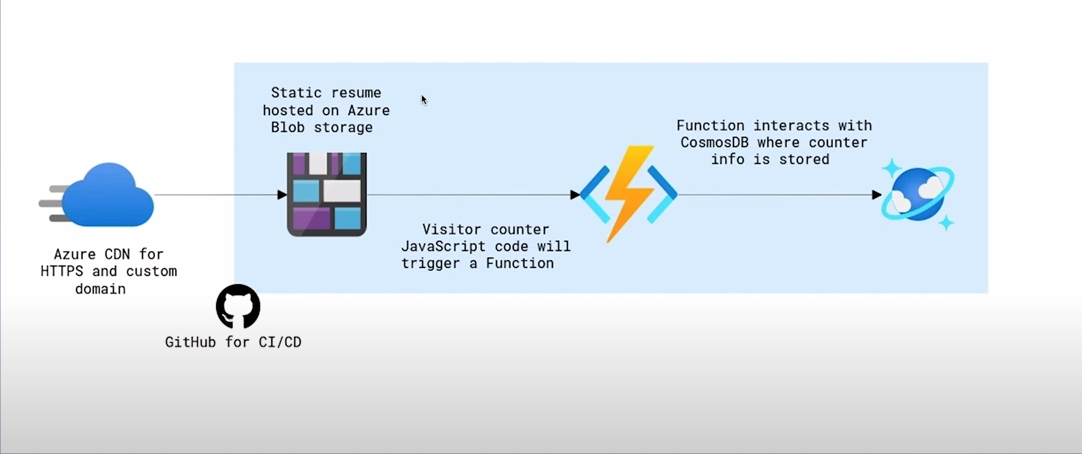 Static resume
hosted on Azure
Blob storage
Function interacts with
CosmosDB where counter
info is stored
Visitor counter
JavaScript code will
trigger a Function
Azure CDN for
HTTPS and custom
domain
GitHub for CI/CD